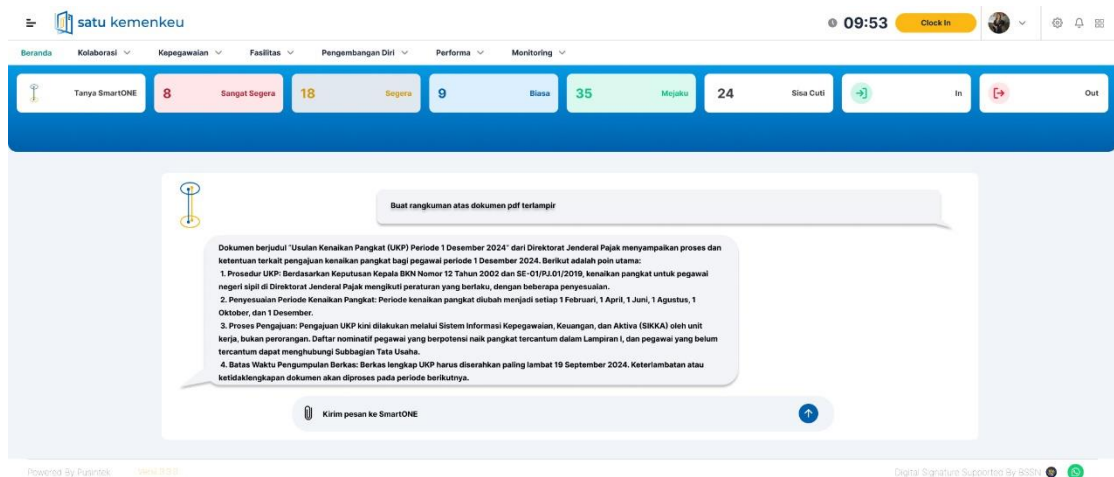 satu kemenkeu
09:53
Clock In
Beranda
Kolaborasi
Kepegawaian
Fasilitas
Pengembangan Diri
Performa
Monitoring
Tanya SmartONE
8 Sangat Segera
18 Segera
9 Biasa
35 Mejaku
24 Sisa Cuti
In
Out
Buat rangkuman atas dokumen pdf terlampir
Dokumen berjudul "Usulan Kenaikan Pangkat (UKP) Periode 1 Desember 2024" dari Direktorat Jenderal Pajak menyampaikan proses dan
ketentuan terkait pengajuan kenaikan pangkat bagi pegawai periode 1 Desember 2024. Berikut adalah poin utama:
1. Prosedur UKP: Berdasarkan Keputusan Kepala BKN Nomor 12 Tahun 2002 dan SE-01/PJ.01/2019, kenaikan pangkat untuk pegawai
negeri sipil di Direktorat Jenderal Pajak mengikuti peraturan yang berlaku, dengan beberapa penyesuaian.
2. Penyesuaian Periode Kenaikan Pangkat: Periode kenaikan pangkat diubah menjadi setiap 1 Februari, 1 April, 1 Juni, 1 Agustus, 1
Oktober, dan 1 Desember.
3. Proses Pengajuan: Pengajuan UKP kini dilakukan melalui Sistem Informasi Kepegawaian, Keuangan, dan Aktiva (SIKKA) oleh unit
kerja, bukan perorangan. Daftar nominatif pegawai yang berpotensi naik pangkat tercantum dalam Lampiran I, dan pegawai yang belum
tercantum dapat menghubungi Subbagian Tata Usaha.
4. Batas Waktu Pengumpulan Berkas: Berkas lengkap UKP harus diserahkan paling lambat 19 September 2024. Keterlambatan atau
ketidaklengkapan dokumen akan diproses pada periode berikutnya.
Kirim pesan ke SmartONE
Powered By Pusintek
Digital Signature Supported By BSSN